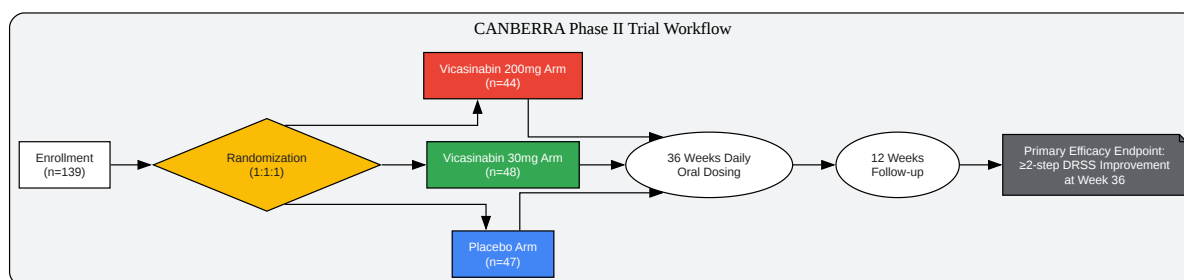 CANBERRA Phase II Trial Workflow
Vicasinabin 200mg Arm
(n=44)
Enrollment
(n=139)
Randomization
(1:1:1)
Vicasinabin 30mg Arm
(n=48)
36 Weeks Daily
Oral Dosing
12 Weeks
Follow-up
Primary Efficacy Endpoint:
≥2-step DRSS Improvement
at Week 36
Placebo Arm
(n=47)